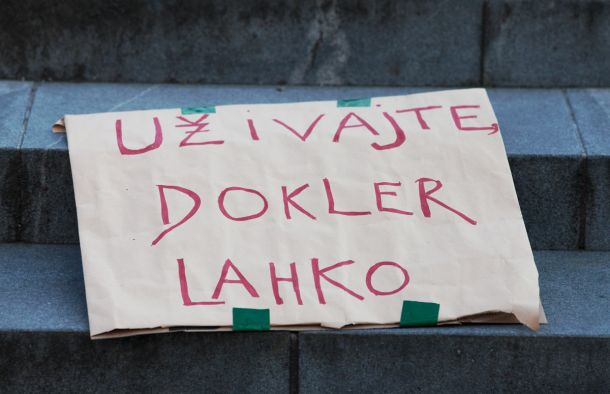 UŽIVAJTE,
DOKLER
LAHKO